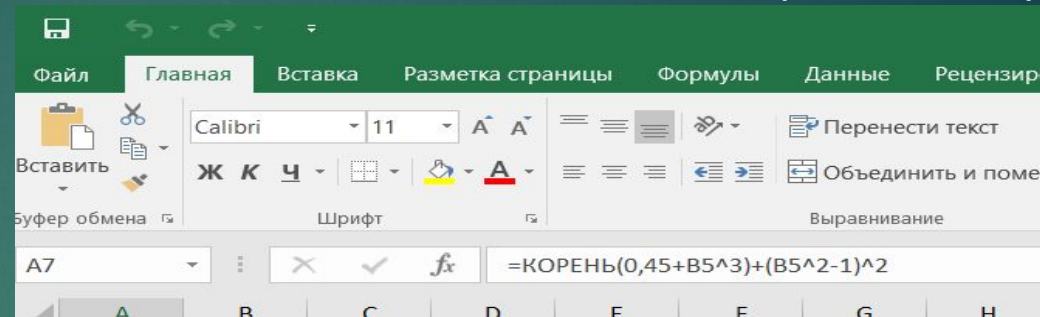 Файл Главная Вставка Разметка страницы Формулы Данные Рецензир
Calibri 11 А А Перенести текст
Вставить Ж К Ч А Объединить и поме
Буфер обмена Шрифт Выравнивание
A7 fx =КОРЕНЬ(0,45+B5^3)+(B5^2-1)^2
A B C D E F G H